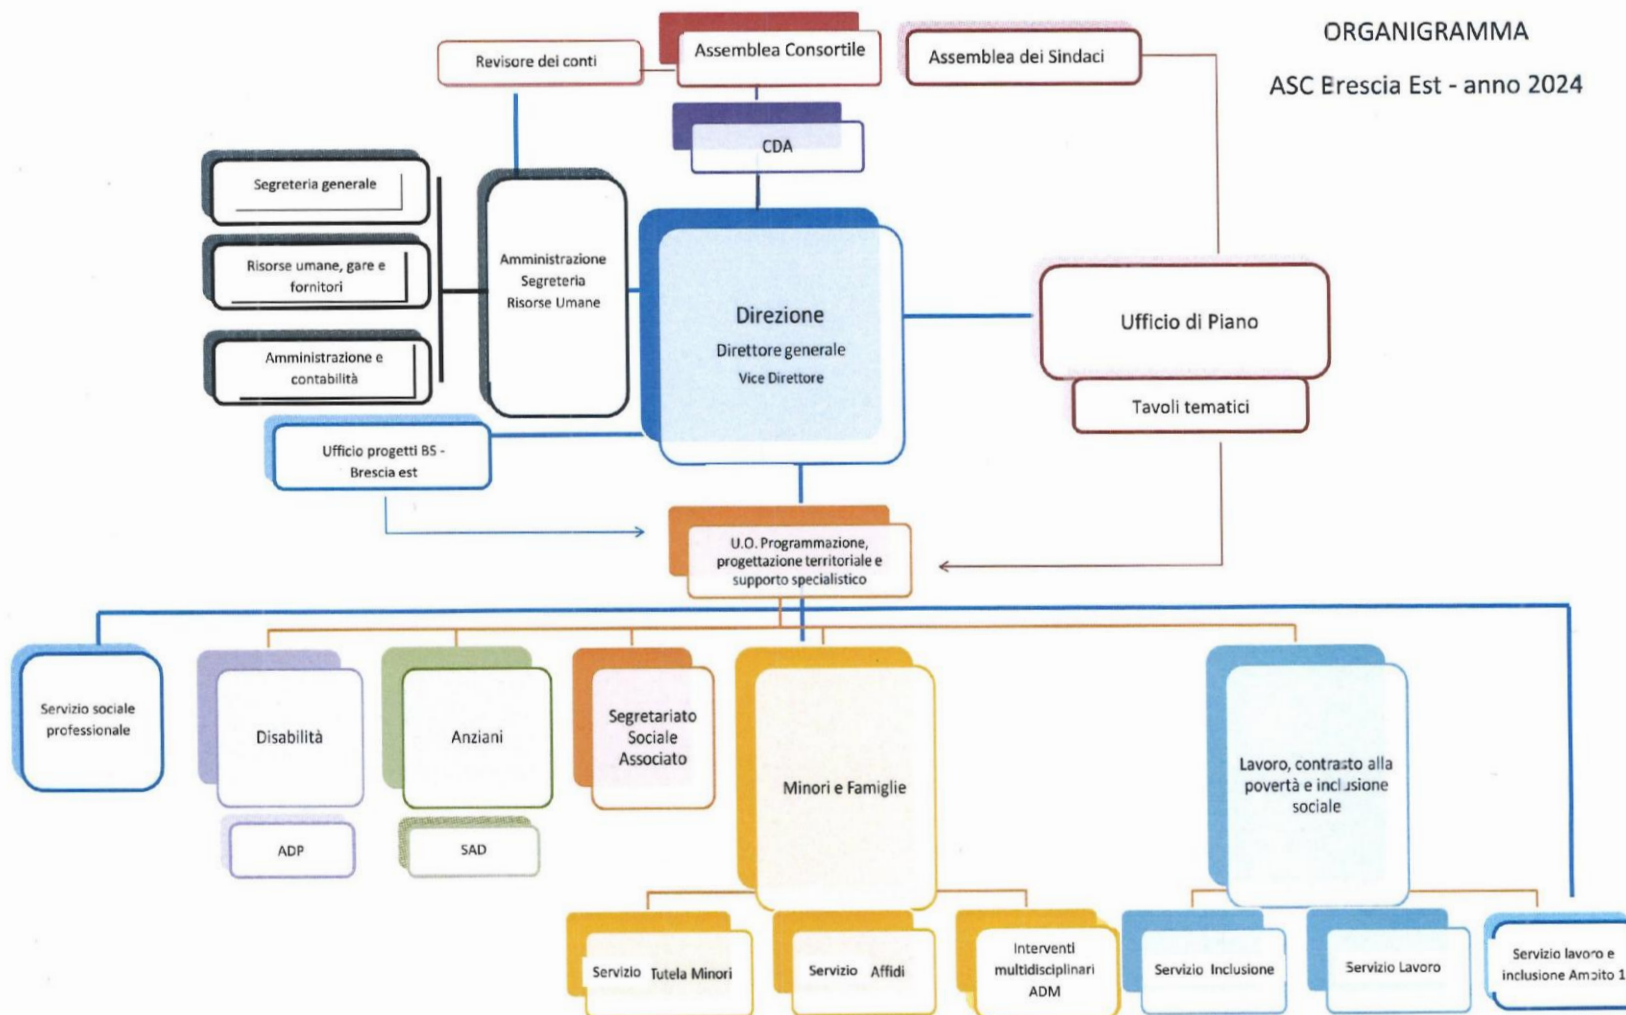 ORGANIGRAMMA
ASC Brescia Est - anno 2024
Revisore dei conti
Assemblea Consortile
Assemblea dei Sindaci
CDA
Segreteria generale
Risorse umane, gare e
fornitori
Amministrazione e
contabilità
Amministrazione
Segreteria
Risorse Umane
Direzione
Direttore generale
Vice Direttore
Ufficio di Piano
Tavoli tematici
Ufficio progetti BS -
Brescia est
U.O. Programmazione,
progettazione territoriale e
supporto specialistico
Servizio sociale
professionale
Disabilità
Anziani
Segretariato
Sociale
Associato
Minori e Famiglie
Lavoro, contrasto alla
povertà e inclusione
sociale
ADP
SAD
Servizio Tutela Minori
Servizio Affidi
Interventi
multidisciplinari
ADM
Servizio Inclusione
Servizio Lavoro
Servizio lavoro e
inclusione Ambito 1